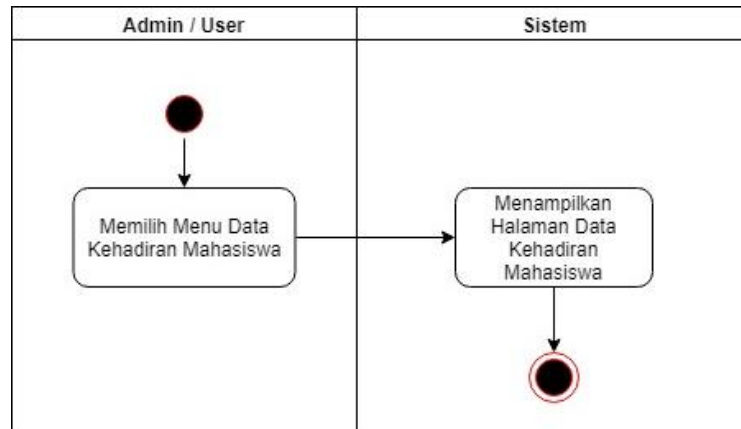 Admin / User
Sistem
Memilih Menu Data
Kehadiran Mahasiswa
Menampilkan
Halaman Data
Kehadiran
Mahasiswa